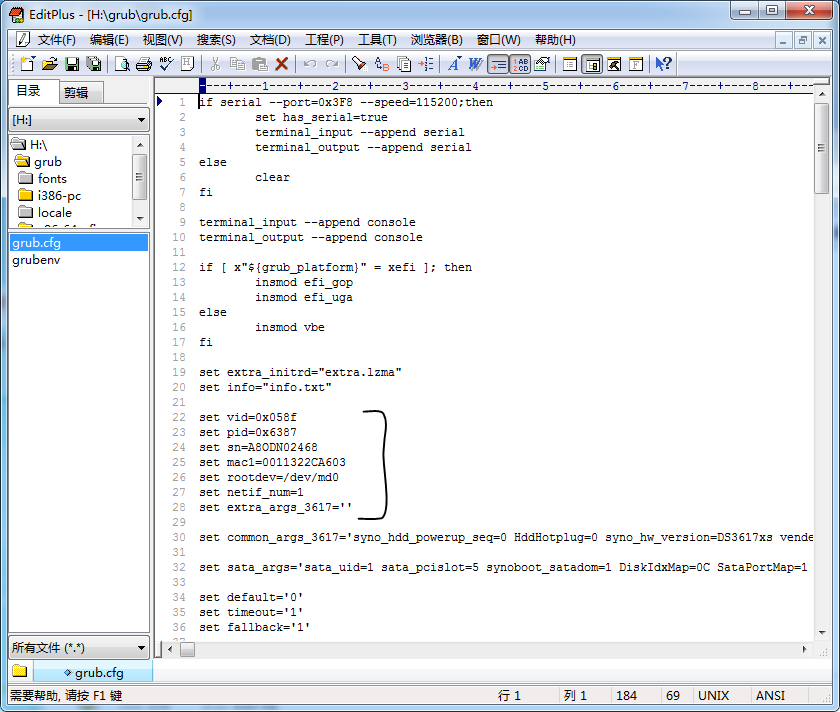 EditPlus - [H:\grub\grub.cfg]
文件(F) 编辑(E) 视图(V) 搜索(S) 文档(D) 工程(P) 工具(T) 浏览器(B) 窗口(W) 帮助(H)
目录 剪辑
[H:]
H:\
grub
fonts
i386-pc
locale
grub.cfg
grubenv
所有文件 (*.*)
----+----1----+----2----+----3----+----4----+----5----+----6----+----7----+----8----+--
1 if serial --port=0x3F8 --speed=115200;then
2 set has_serial=true
3 terminal_input --append serial
4 terminal_output --append serial
5 else
6 clear
7 fi
8
9 terminal_input --append console
10 terminal_output --append console
11
12 if [ x"${grub_platform}" = xefi ]; then
13 insmod efi_gop
14 insmod efi_uga
15 else
16 insmod vbe
17 fi
18
19 set extra_initrd="extra.lzma"
20 set info="info.txt"
21
22 set vid=0x058f
23 set pid=0x6387
24 set sn=A8ODN02468
25 set mac1=0011322CA603
26 set rootdev=/dev/md0
27 set netif_num=1
28 set extra_args_3617=''
29
30 set common_args_3617='syno_hdd_powerup_seq=0 HddHotplug=0 syno_hw_version=DS3617xs vende
31
32 set sata_args='sata_uid=1 sata_pcislot=5 synoboot_satadom=1 DiskIdxMap=0C SataPortMap=1
33
34 set default='0'
35 set timeout='1'
36 set fallback='1'
grub.cfg
需要帮助, 请按 F1 键 行 1 列 1 184 69 UNIX ANSI